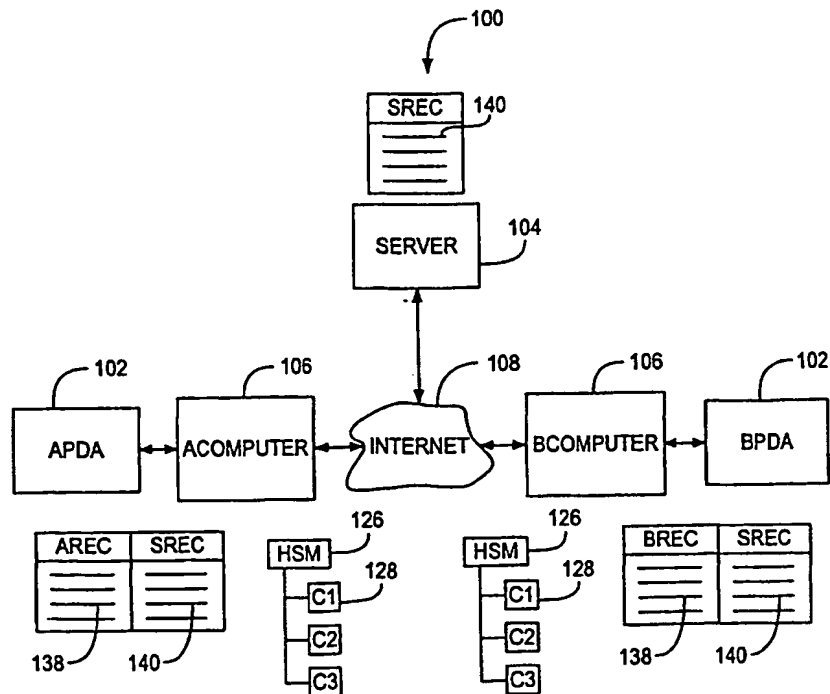 100
SREC
140
SERVER
104
102
106
108
106
102
APDA
ACOMPUTER
INTERNET
BCOMPUTER
BPDA
AREC
SREC
138
140
HSM
126
C1
128
C2
C3
HSM
126
C1
128
C2
C3
BREC
SREC
138
140